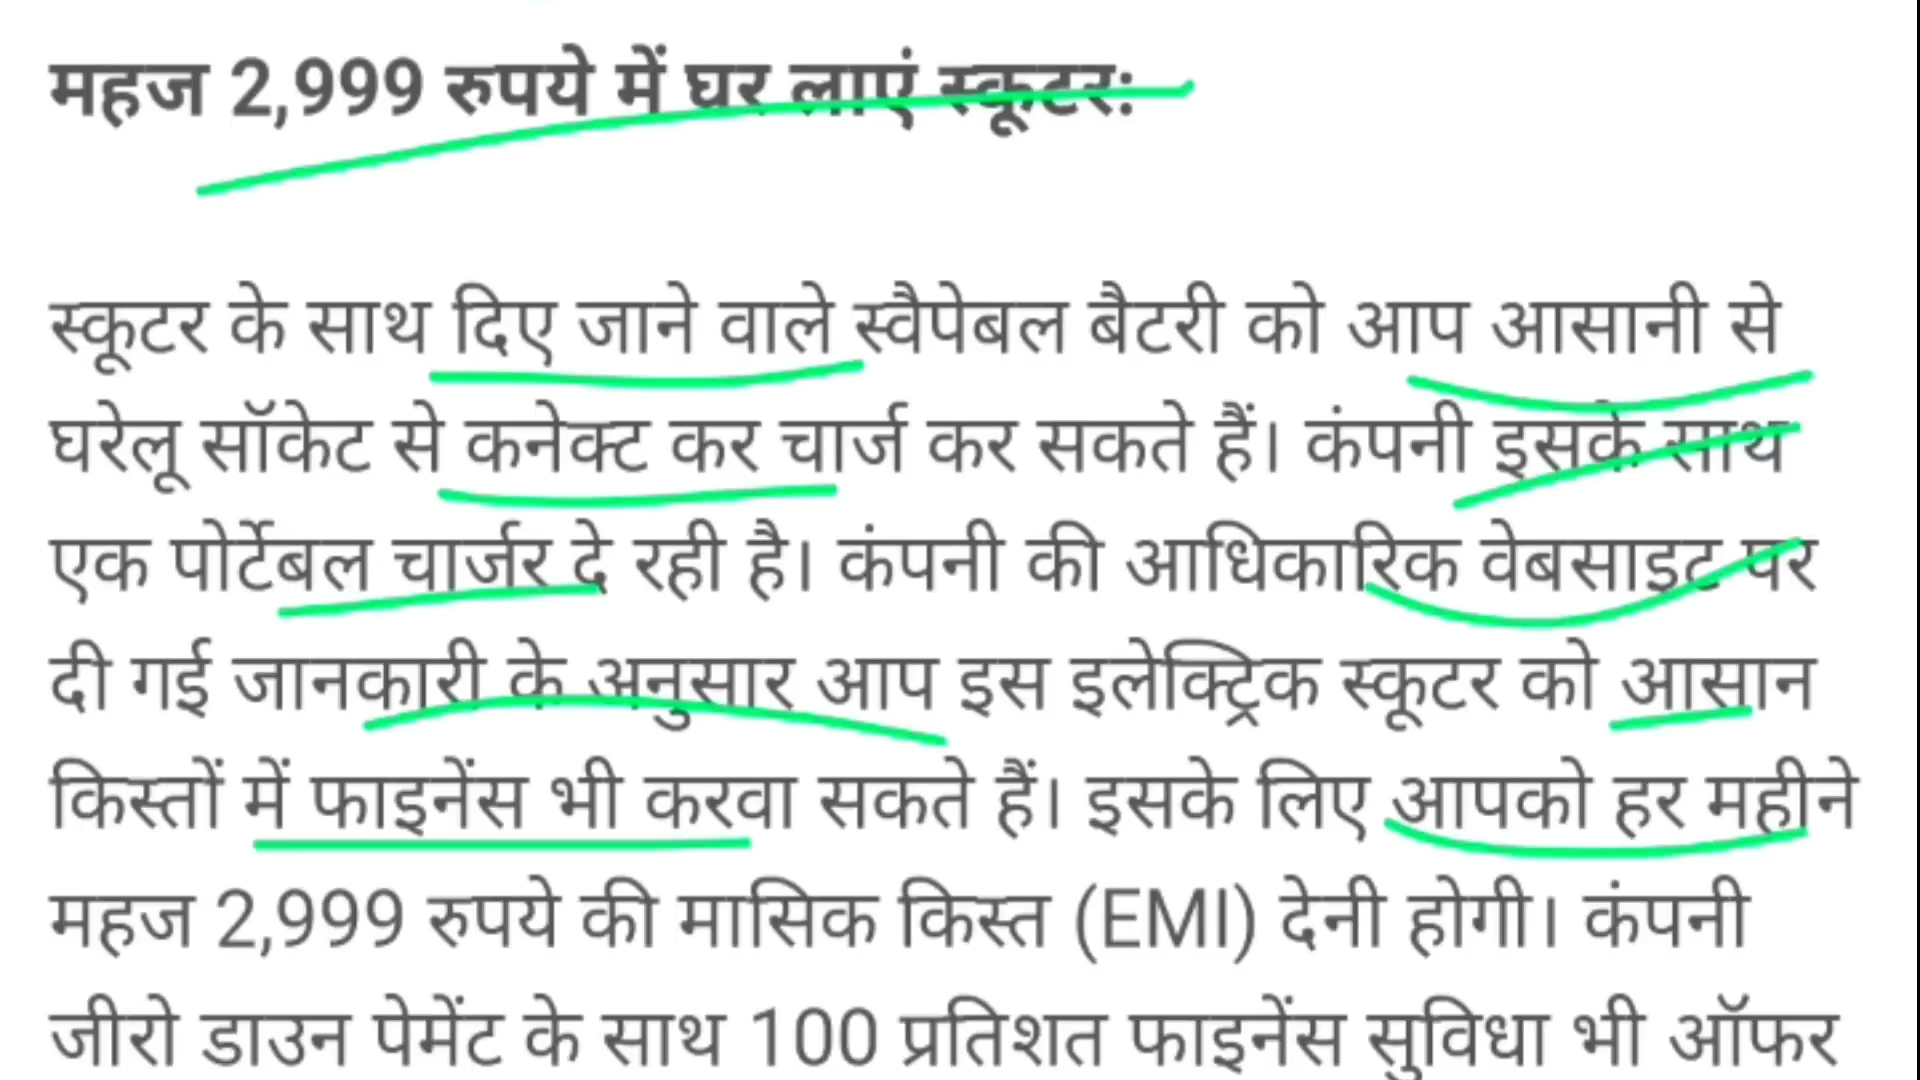 महज 2,999 रुपये में घर लाएं स्कूटर:
स्कूटर के साथ दिए जाने वाले स्वैपेबल बैटरी को आप आसानी से
घरेलू सॉकेट से कनेक्ट कर चार्ज कर सकते हैं। कंपनी इसके साथ
एक पोर्टेबल चार्जर दे रही है। कंपनी की आधिकारिक वेबसाइट पर
दी गई जानकारी के अनुसार आप इस इलेक्ट्रिक स्कूटर को आसान
किस्तों में फाइनेंस भी करवा सकते हैं। इसके लिए आपको हर महीने
महज 2,999 रुपये की मासिक किस्त (EMI) देनी होगी। कंपनी
जीरो डाउन पेमेंट के साथ 100 प्रतिशत फाइनेंस सुविधा भी ऑफर